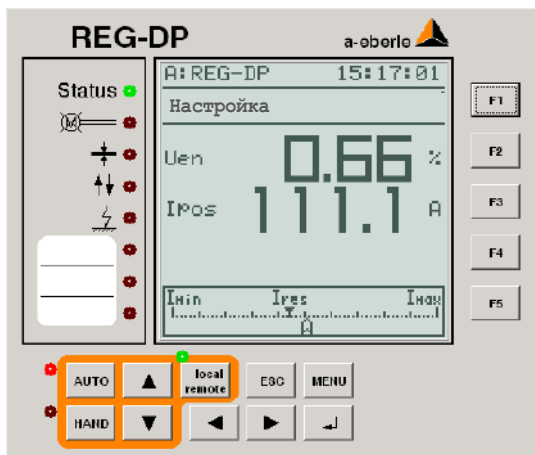 REG-DP
a-eberle
Status
A:REG-DP 15:17:01
Настройка
Uen 0.66 %
Ipos 111.1 A
Imin Ires Imax
M
F1
F2
F3
F4
F5
AUTO
local
remote
ESC
MENU
HAND